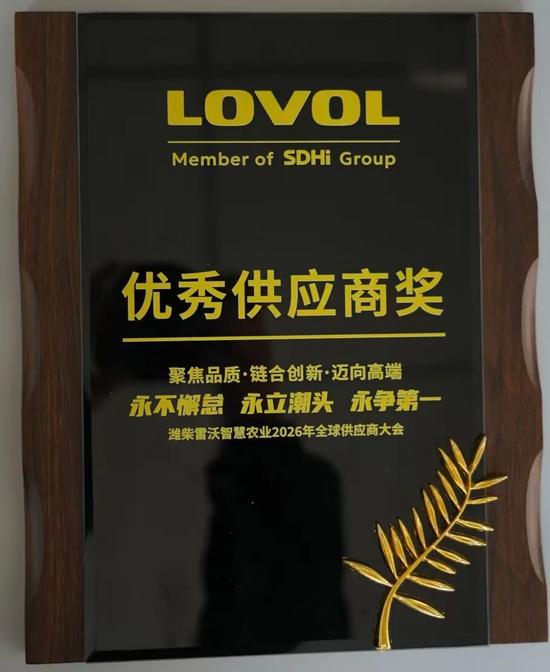 LOVOL
Member of SDHi Group
优秀供应商奖
聚焦品质·链合创新·迈向高端
永不懈怠 永立潮头 永争第一
潍柴雷沃智慧农业2026年全球供应商大会